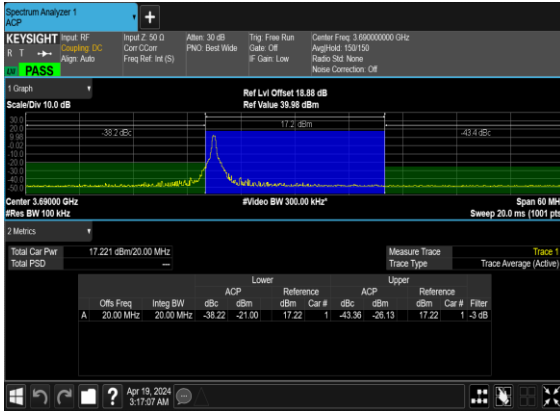 Spectrum Analyzer 1
ACP
+
KEYSIGHT Input: RF Input Z: 50 Ω Atten: 30 dB Trig: Free Run Center Freq: 3.690000000 GHz
R T Coupling: DC Corr CCorr PNO: Best Wide Gate: Off Avg|Hold: 150/150
Align: Auto Freq Ref: Int (S) IF Gain: Low Radio Std: None
PASS Noise Correction: Off
1 Graph
Ref Lvl Offset 18.88 dB
Scale/Div 10.0 dB Ref Value 39.98 dBm
30.0
20.0 17.2 dBm
9.98 -38.2 dBc -43.4 dBc
-0.02
-10.0
-20.0
-30.0
-40.0
-50.0
Center 3.69000 GHz #Video BW 300.00 kHz* Span 60 MH
#Res BW 100 kHz Sweep 20.0 ms (1001 pts
2 Metrics
Total Car Pwr 17.221 dBm/20.00 MHz Measure Trace Trace 1
Total PSD --- Trace Type Trace Average (Active)
Lower Upper
ACP Reference ACP Reference
Offs Freq Integ BW dBc dBm dBm Car # dBc dBm dBm Car # Filter
A 20.00 MHz 20.00 MHz -38.22 -21.00 17.22 1 -43.36 -26.13 17.22 1 -3 dB
? Apr 19, 2024
3:17:07 AM